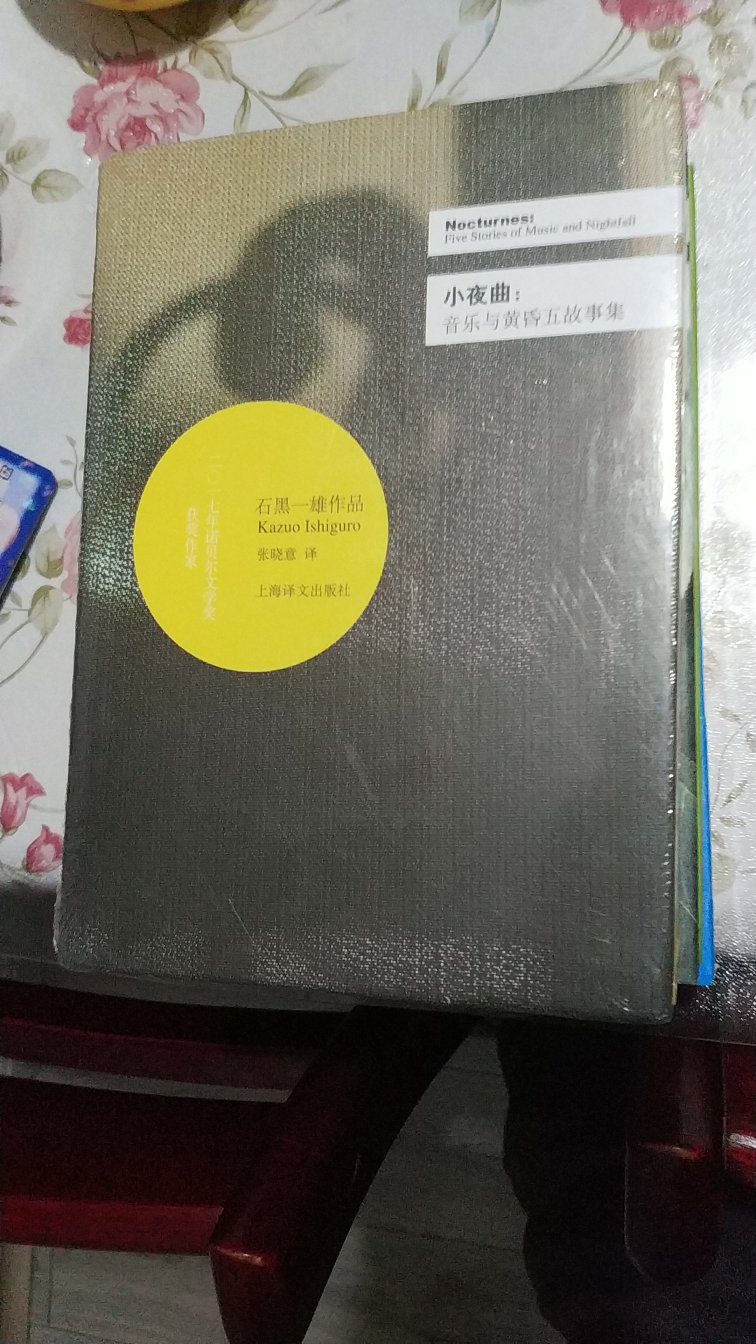 Nocturnes:
Five Stories of Music and Nightfall
小夜曲:
音乐与黄昏五故事集
二〇一七年诺贝尔文学奖
获奖作家
石黑一雄作品
Kazuo Ishiguro
张晓意 译
上海译文出版社